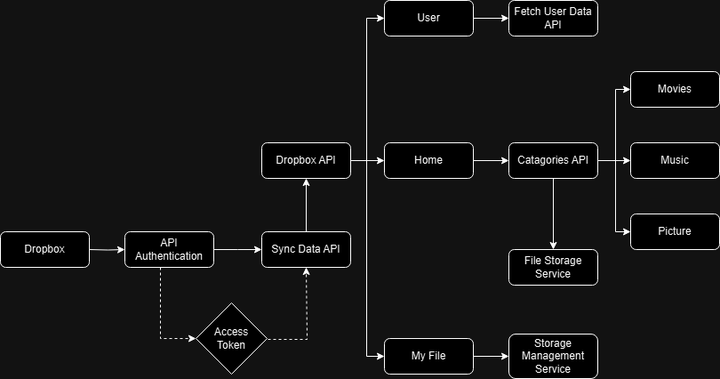 User
Fetch User Data
API
Movies
Dropbox API
Home
Catagories API
Music
Dropbox
API
Authentication
Sync Data API
Picture
File Storage
Service
Access
Token
My File
Storage
Management
Service